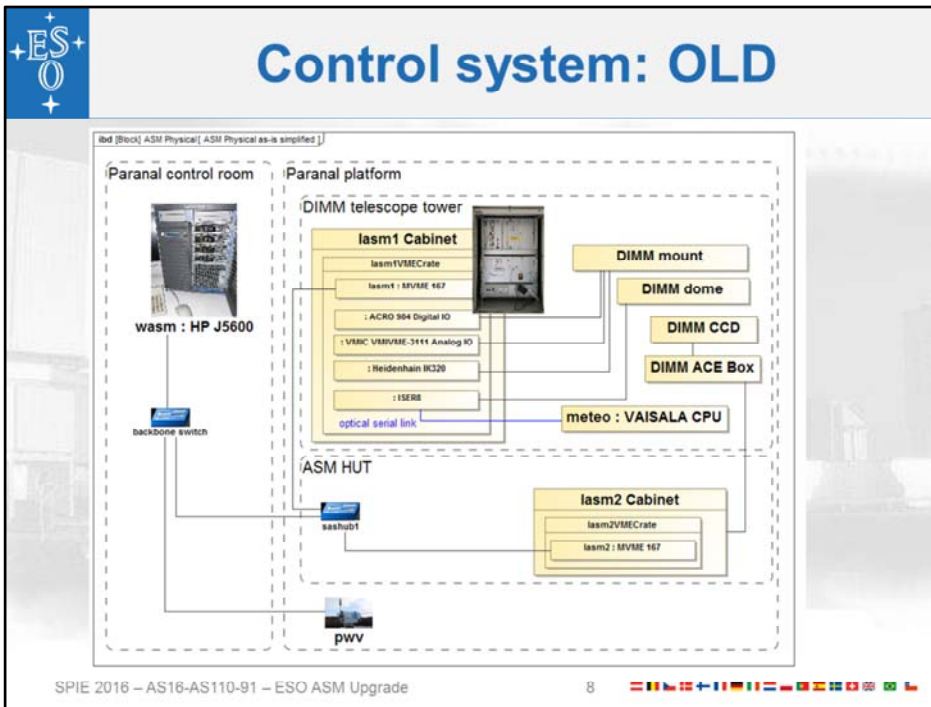 ES
O
Control system: OLD
ibd [Block] ASM Physical[ ASM Physical as-is simplified ]
Paranal control room
Paranal platform
DIMM telescope tower
lasm1 Cabinet
lasm1VMECrate
lasm1 : MVME 167
: ACRO 904 Digital IO
: VMIC VMIVME-3111 Analog IO
: Heidenhain IK320
: ISER8
optical serial link
DIMM mount
DIMM dome
DIMM CCD
DIMM ACE Box
meteo : VAISALA CPU
wasm : HP J5600
backbone switch
ASM HUT
sashub1
lasm2 Cabinet
lasm2VMECrate
lasm2 : MVME 167
pwv
SPIE 2016 – AS16-AS110-91 – ESO ASM Upgrade
8